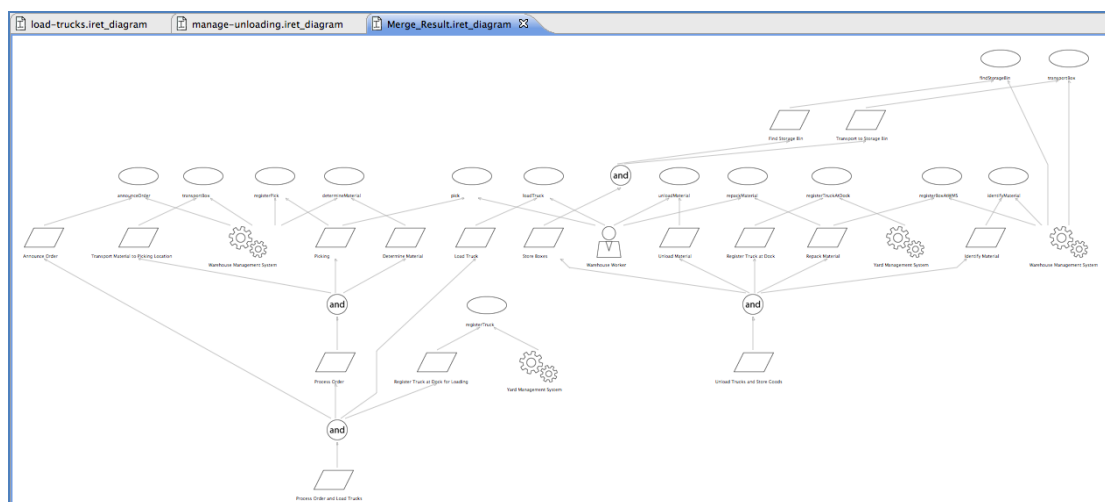 load-trucks.iret_diagram
manage-unloading.iret_diagram
Merge_Result.iret_diagram
findStorageBin
transportBox
Find Storage Bin
Transport to Storage Bin
and
announceOrder
transportBox
registerPick
determineMaterial
pick
loadTruck
unloadMaterial
repackMaterial
registerTruckAtDock
registerBoxAtWMS
identifyMaterial
Announce Order
Transport Material to Picking Location
Warehouse Management System
Picking
Determine Material
Load Truck
Store Boxes
Warehouse Worker
Unload Material
Register Truck at Dock
Repack Material
Yard Management System
Identify Material
Warehouse Management System
and
and
registerTruck
Process Order
Register Truck at Dock for Loading
Yard Management System
Unload Trucks and Store Goods
and
Process Order and Load Trucks